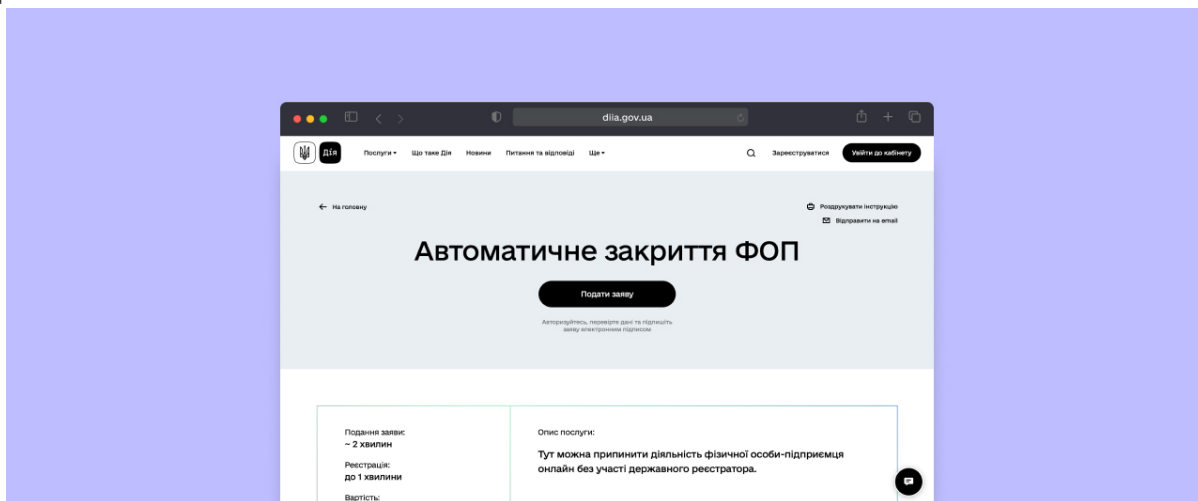 diia.gov.ua
Дія
Послуги
Що таке Дія
Новини
Питання та відповіді
Ще
Зареєструватися
Увійти до кабінету
На головну
Роздрукувати інструкцію
Відправити на email
Автоматичне закриття ФОП
Подати заяву
Авторизуйтесь, перевірте дані та підпишіть
заяву електронним підписом
Подання заяви:
~ 2 хвилин
Реєстрація:
до 1 хвилини
Вартість:
Опис послуги:
Тут можна припинити діяльність фізичної особи-підприємця
онлайн без участі державного реєстратора.